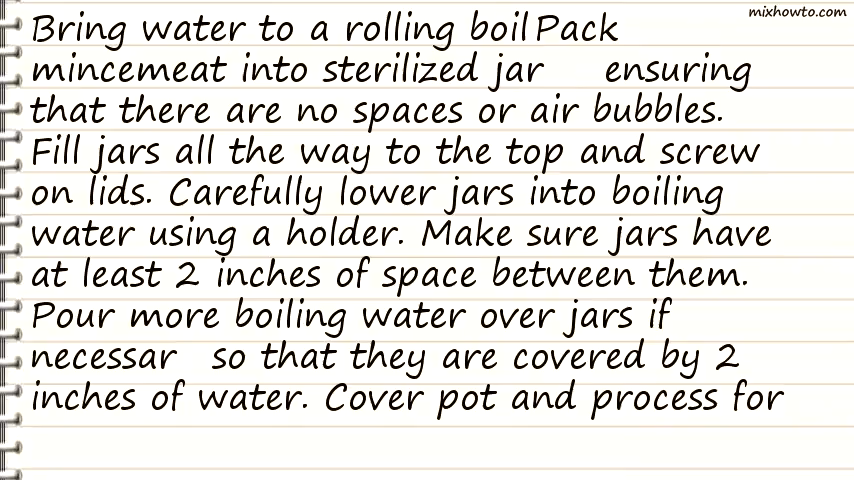 mixhowto.com
Bring water to a rolling boil Pack
mincemeat into sterilized jar ensuring
that there are no spaces or air bubbles.
Fill jars all the way to the top and screw
on lids. Carefully lower jars into boiling
water using a holder. Make sure jars have
at least 2 inches of space between them.
Pour more boiling water over jars if
necessar so that they are covered by 2
inches of water. Cover pot and process for